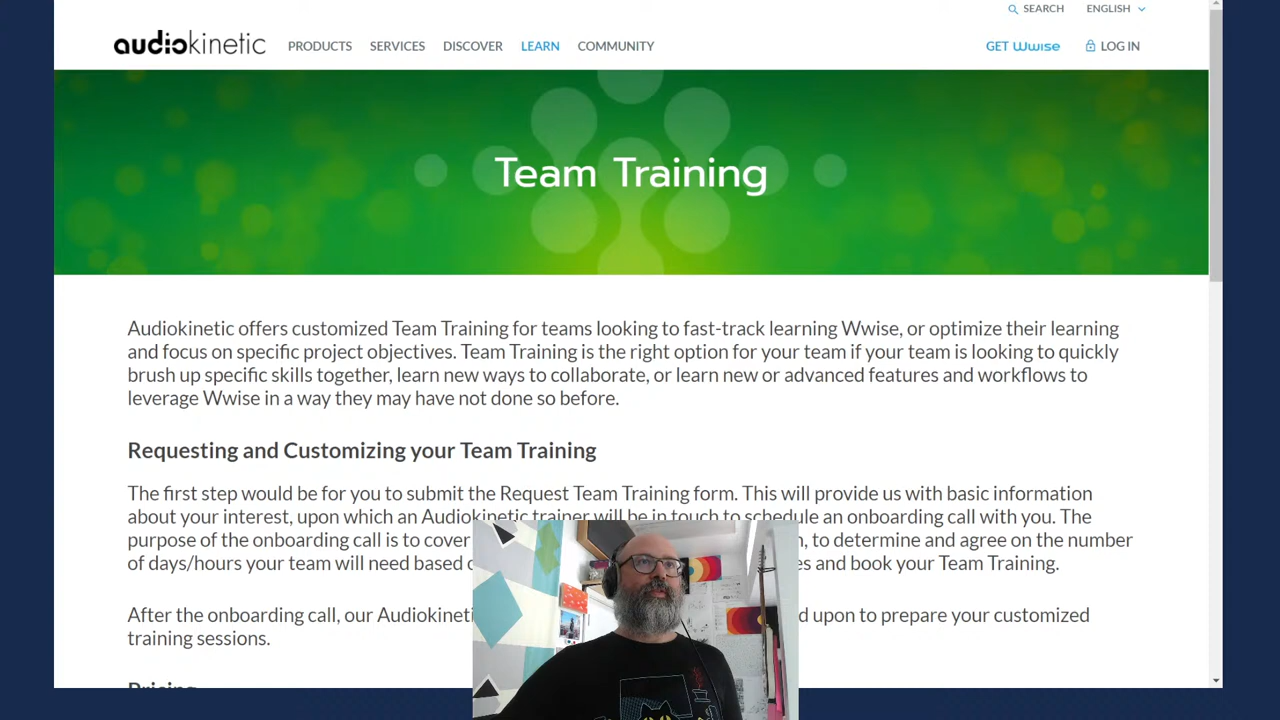 SEARCH ENGLISH
audiokinetic PRODUCTS SERVICES DISCOVER LEARN COMMUNITY GET Wwise LOG IN
Team Training
Audiokinetic offers customized Team Training for teams looking to fast-track learning Wwise, or optimize their learning
and focus on specific project objectives. Team Training is the right option for your team if your team is looking to quickly
brush up specific skills together, learn new ways to collaborate, or learn new or advanced features and workflows to
leverage Wwise in a way they may have not done so before.
Requesting and Customizing your Team Training
The first step would be for you to submit the Request Team Training form. This will provide us with basic information
about your interest, upon which an Audiokinetic trainer will be in touch to schedule an onboarding call with you. The
purpose of the onboarding call is to cover to determine and agree on the number
of days/hours your team will need based and book your Team Training.
After the onboarding call, our upon to prepare your customized
training sessions.
Pricing